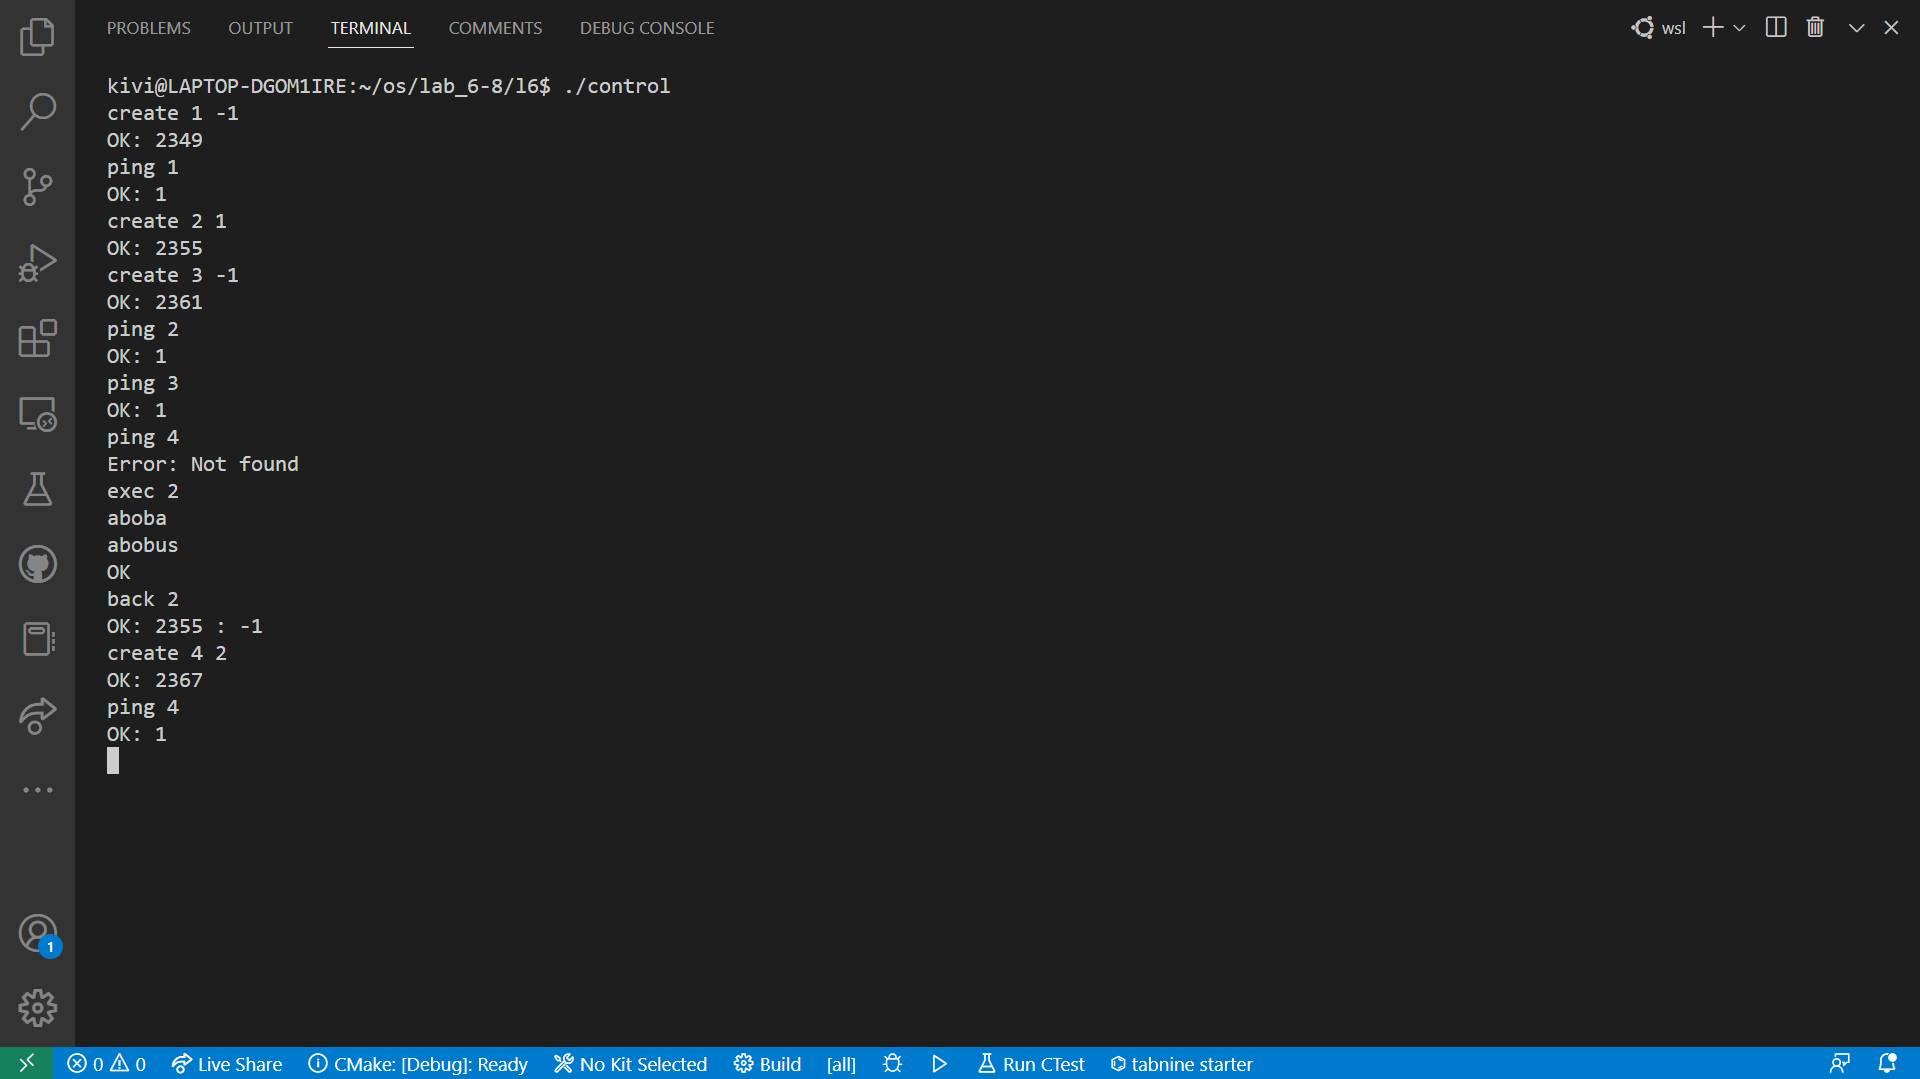 PROBLEMS OUTPUT TERMINAL COMMENTS DEBUG CONSOLE wsl
kivi@LAPTOP-DGOM1IRE:~/os/lab_6-8/l6$ ./control
create 1 -1
OK: 2349
ping 1
OK: 1
create 2 1
OK: 2355
create 3 -1
OK: 2361
ping 2
OK: 1
ping 3
OK: 1
ping 4
Error: Not found
exec 2
aboba
abobus
OK
back 2
OK: 2355 : -1
create 4 2
OK: 2367
ping 4
OK: 1
1
0 0 Live Share CMake: [Debug]: Ready No Kit Selected Build [all] Run CTest tabnine starter